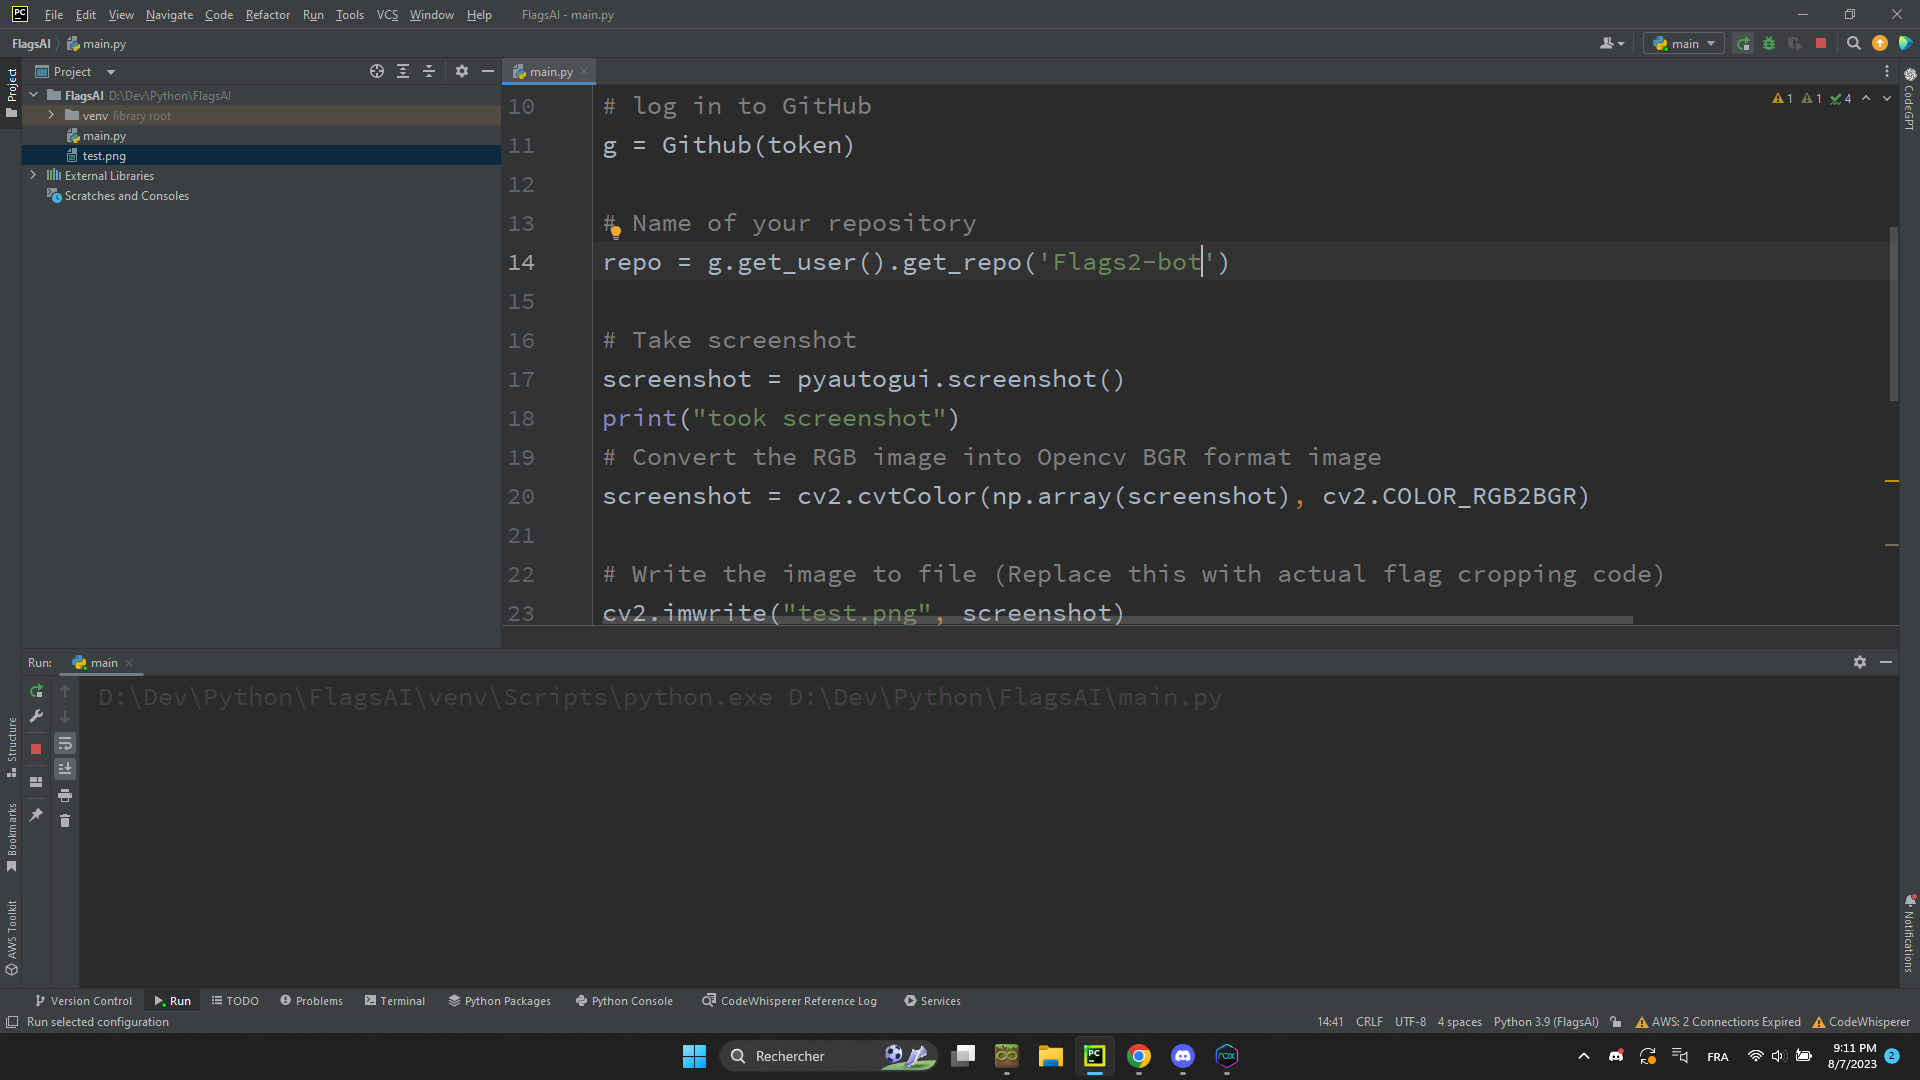 PC File Edit View Navigate Code Refactor Run Tools VCS Window Help FlagsAI - main.py
FlagsAI main.py main
Project
FlagsAI D:\Dev\Python\FlagsAI
venv library root
main.py
test.png
External Libraries
Scratches and Consoles
Project
Structure
Bookmarks
AWS Toolkit
main.py
1 1 4
10 # log in to GitHub
11 g = Github(token)
12
13 # Name of your repository
14 repo = g.get_user().get_repo('Flags2-bot')
15
16 # Take screenshot
17 screenshot = pyautogui.screenshot()
18 print("took screenshot")
19 # Convert the RGB image into Opencv BGR format image
20 screenshot = cv2.cvtColor(np.array(screenshot), cv2.COLOR_RGB2BGR)
21
22 # Write the image to file (Replace this with actual flag cropping code)
23 cv2.imwrite("test.png", screenshot)
CodeGPT
Notifications
Run: main
D:\Dev\Python\FlagsAI\venv\Scripts\python.exe D:\Dev\Python\FlagsAI\main.py
Version Control Run TODO Problems Terminal Python Packages Python Console CodeWhisperer Reference Log Services
Run selected configuration 14:41 CRLF UTF-8 4 spaces Python 3.9 (FlagsAI) AWS: 2 Connections Expired CodeWhisperer
Rechercher PC nox FRA 9:11 PM 2
8/7/2023